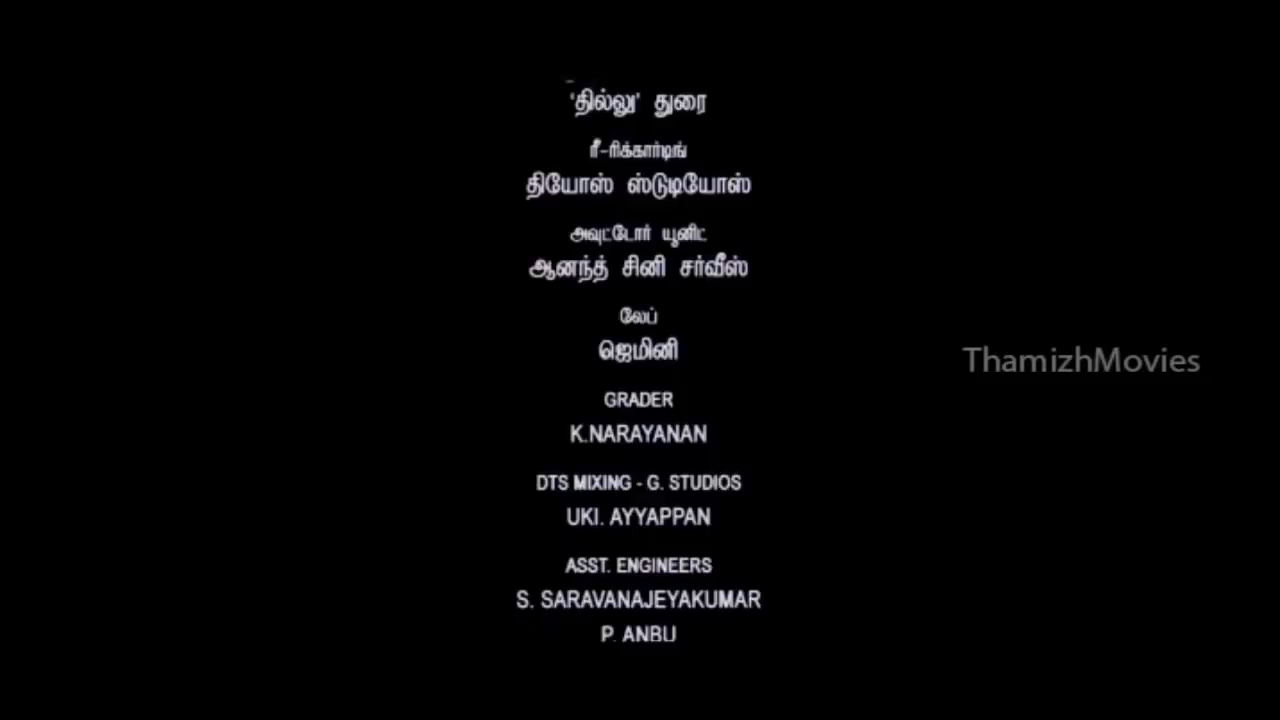 'தில்லு' துரை
ரீ-ரிக்கார்டிங்
தியோஸ் ஸ்டுடியோஸ்
அவுட்டோர் யூனிட்
ஆனந்த் சினி சர்வீஸ்
லேப்
ஜெமினி
ThamizhMovies
GRADER
K.NARAYANAN
DTS MIXING - G. STUDIOS
UKI. AYYAPPAN
ASST. ENGINEERS
S. SARAVANAJEYAKUMAR
P. ANBU